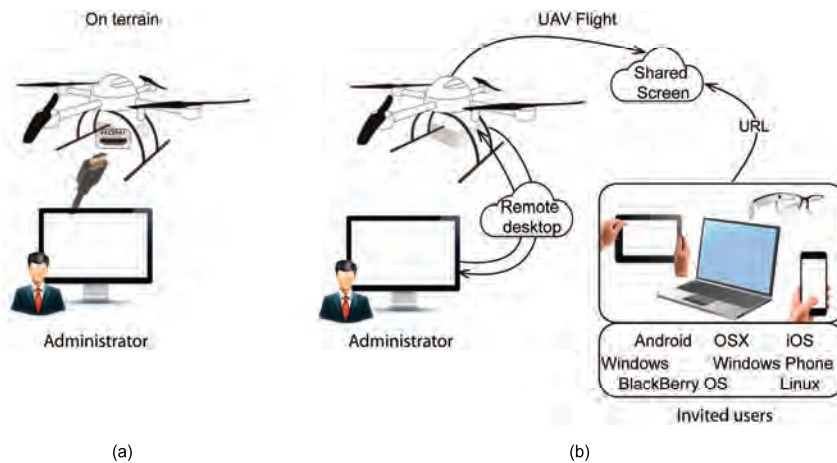 On terrain
UAV Flight
Shared
Screen
URL
HDMI
Remote
desktop
Administrator
Administrator
Android OSX iOS
Windows Windows Phone
BlackBerry OS Linux
Invited users
(a)
(b)